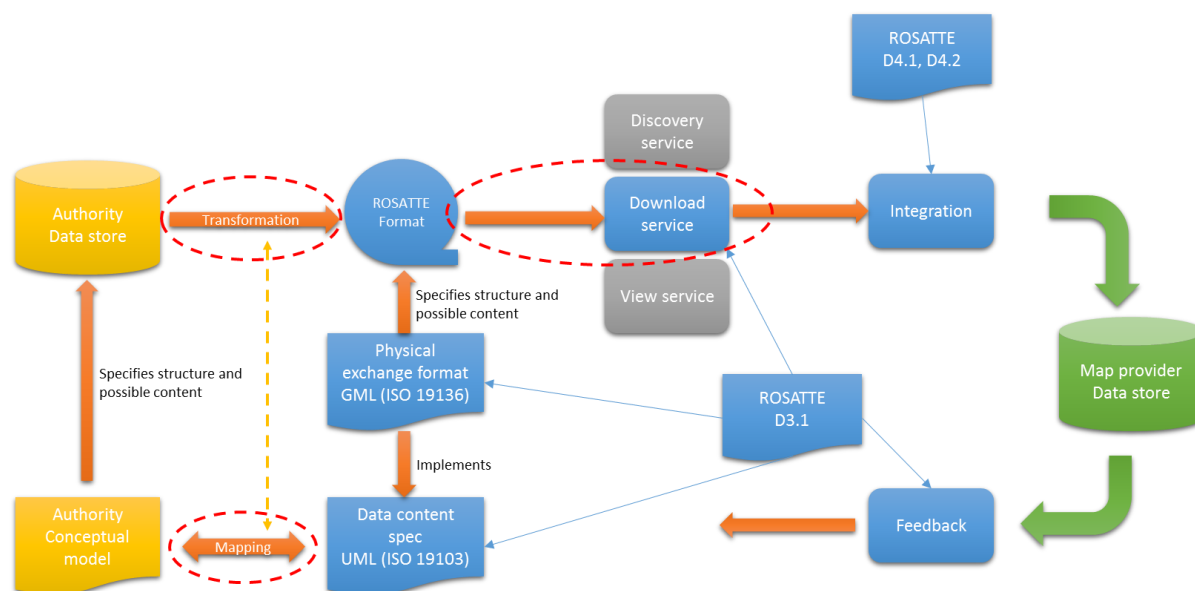 ROSATTE
D4.1, D4.2
Discovery
service
Authority
Data store
Transformation
ROSATTE
Format
Download
service
Integration
View service
Specifies structure and
possible content
Physical
exchange format
GML (ISO 19136)
Specifies structure and
possible content
ROSATTE
D3.1
Map provider
Data store
Implements
Authority
Conceptual
model
Mapping
Data content
spec
UML (ISO 19103)
Feedback